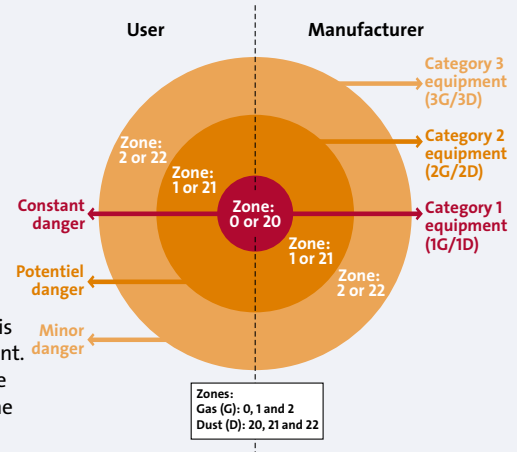 User
Manufacturer
Category 3
equipment
(3G/3D)
Zone:
2 or 22
Category 2
equipment
(2G/2D)
Zone:
1 or 21
Constant
danger
Zone:
0 or 20
Category 1
equipment
(1G/1D)
Zone:
1 or 21
Potentiel
danger
Zone:
2 or 22
is
Minor
danger
nt.
e
ne
Zones:
Gas (G): 0, 1 and 2
Dust (D): 20, 21 and 22